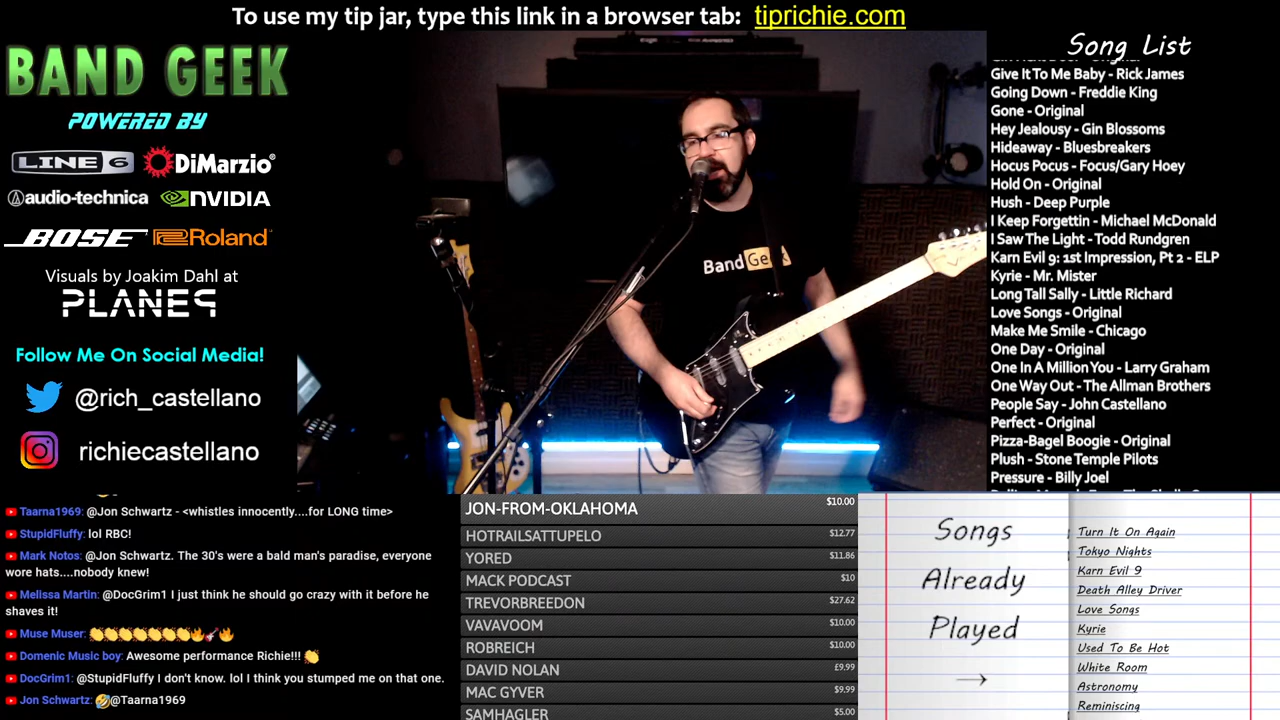 To use my tip jar, type this link in a browser tab: tiprichie.com
BAND GEEK
POWERED BY
LINE 6
DiMarzio®
audio-technica
NVIDIA
BOSE
Roland
Visuals by Joakim Dahl at
PLANE9
Follow Me On Social Media!
@rich_castellano
richiecastellano
Band Geek
Song List
Give It To Me Baby - Rick James
Going Down - Freddie King
Gone - Original
Hey Jealousy - Gin Blossoms
Hideaway - Bluesbreakers
Hocus Pocus - Focus/Gary Hoey
Hold On - Original
Hush - Deep Purple
I Keep Forgettin - Michael McDonald
I Saw The Light - Todd Rundgren
Karn Evil 9: 1st Impression, Pt 2 - ELP
Kyrie - Mr. Mister
Long Tall Sally - Little Richard
Love Songs - Original
Make Me Smile - Chicago
One Day - Original
One In A Million You - Larry Graham
One Way Out - The Allman Brothers
People Say - John Castellano
Perfect - Original
Pizza-Bagel Boogie - Original
Plush - Stone Temple Pilots
Pressure - Billy Joel
Taarna1969: @Jon Schwartz - <whistles innocently....for LONG time>
StupidFluffy: lol RBC!
Mark Notos: @Jon Schwartz. The 30's were a bald man's paradise, everyone
wore hats....nobody knew!
Melissa Martin: @DocGrim1 I just think he should go crazy with it before he
shaves it!
Muse Muser: 👏👏👏👏👏👏👏🔥🎸🔥
Domenic Music boy: Awesome performance Richie!!! 👏
DocGrim1: @StupidFluffy I don't know. lol I think you stumped me on that one.
Jon Schwartz: 🤣@Taarna1969
JON-FROM-OKLAHOMA $10.00
HOTRAILSATTUPELO $12.77
YORED $11.86
MACK PODCAST $10
TREVORBREEDON $27.62
VAVAVOOM $10.00
ROBREICH $10.00
DAVID NOLAN £9.99
MAC GYVER $9.99
SAMHAGLER $5.00
Songs
Already
Played
→
Turn It On Again
Tokyo Nights
Karn Evil 9
Death Alley Driver
Love Songs
Kyrie
Used To Be Hot
White Room
Astronomy
Reminiscing